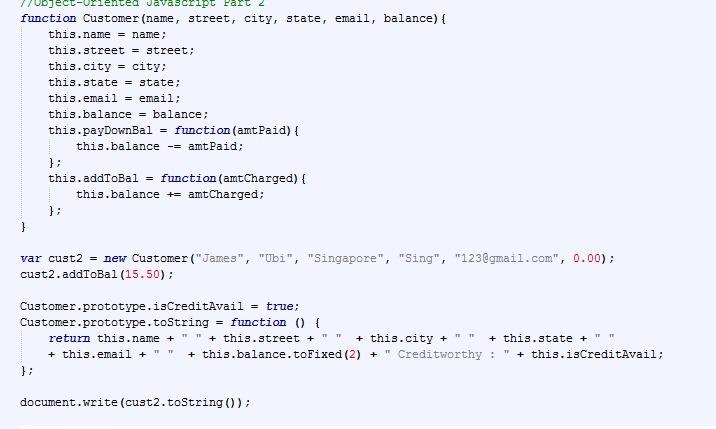 //Object-Oriented Javascript Part 2
function Customer(name, street, city, state, email, balance){
    this.name = name;
    this.street = street;
    this.city = city;
    this.state = state;
    this.email = email;
    this.balance = balance;
    this.payDownBal = function(amtPaid){
        this.balance -= amtPaid;
    };
    this.addToBal = function(amtCharged){
        this.balance += amtCharged;
    };
}

var cust2 = new Customer("James", "Ubi", "Singapore", "Sing", "123@gmail.com", 0.00);
cust2.addToBal(15.50);

Customer.prototype.isCreditAvail = true;
Customer.prototype.toString = function () {
    return this.name + " " + this.street + " "  + this.city + " "  + this.state + " "
    + this.email + " "  + this.balance.toFixed(2) + " Creditworthy : " + this.isCreditAvail;
};

document.write(cust2.toString());